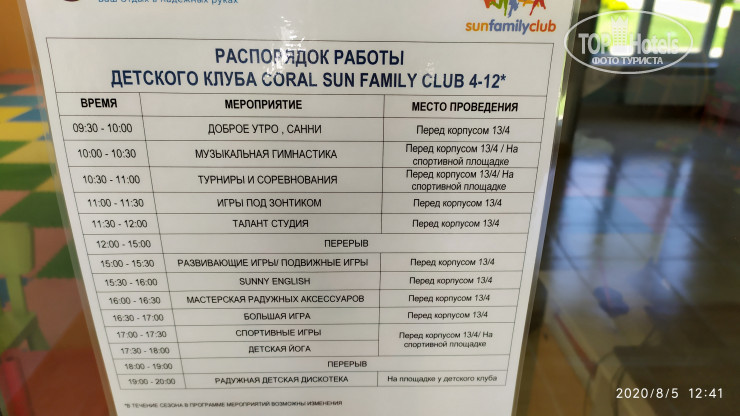 ваш отдых в надежных руках
sunfamilyclub
TOP Hotels
ФОТО ТУРИСТА
РАСПОРЯДОК РАБОТЫ
ДЕТСКОГО КЛУБА CORAL SUN FAMILY CLUB 4-12*
ВРЕМЯ МЕРОПРИЯТИЕ МЕСТО ПРОВЕДЕНИЯ
09:30 - 10:00 ДОБРОЕ УТРО , САННИ Перед корпусом 13/4
10:00 - 10:30 МУЗЫКАЛЬНАЯ ГИМНАСТИКА Перед корпусом 13/4 / На
спортивной площадке
10:30 - 11:00 ТУРНИРЫ И СОРЕВНОВАНИЯ Перед корпусом 13/4/ На
спортивной площадке
11:00 - 11:30 ИГРЫ ПОД ЗОНТИКОМ Перед корпусом 13/4
11:30 - 12:00 ТАЛАНТ СТУДИЯ Перед корпусом 13/4
12:00 - 15:00 ПЕРЕРЫВ
15:00 - 15:30 РАЗВИВАЮЩИЕ ИГРЫ/ ПОДВИЖНЫЕ ИГРЫ Перед корпусом 13/4
15:30 - 16:00 SUNNY ENGLISH Перед корпусом 13/4
16:00 - 16:30 МАСТЕРСКАЯ РАДУЖНЫХ АКСЕССУАРОВ Перед корпусом 13/4
16:30 - 17:00 БОЛЬШАЯ ИГРА Перед корпусом 13/4
17:00 - 17:30 СПОРТИВНЫЕ ИГРЫ Перед корпусом 13/4/ На
спортивной площадке
17:30 - 18:00 ДЕТСКАЯ ЙОГА
18:00 - 19:00 ПЕРЕРЫВ
19:00 - 20:00 РАДУЖНАЯ ДЕТСКАЯ ДИСКОТЕКА На площадке у детского клуба
*В ТЕЧЕНИЕ СЕЗОНА В ПРОГРАММЕ МЕРОПРИЯТИЙ ВОЗМОЖНЫ ИЗМЕНЕНИЯ
2020/8/5 12:41